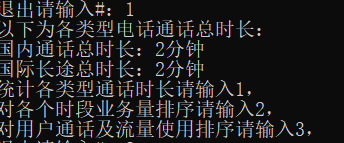 退出请输入#: 1
以下为各类型电话通话总时长:
国内通话总时长: 2分钟
国际长途总时长: 2分钟
统计各类型通话时长请输入1,
对各个时段业务量排序请输入2,
对用户通话及流量使用排序请输入3,